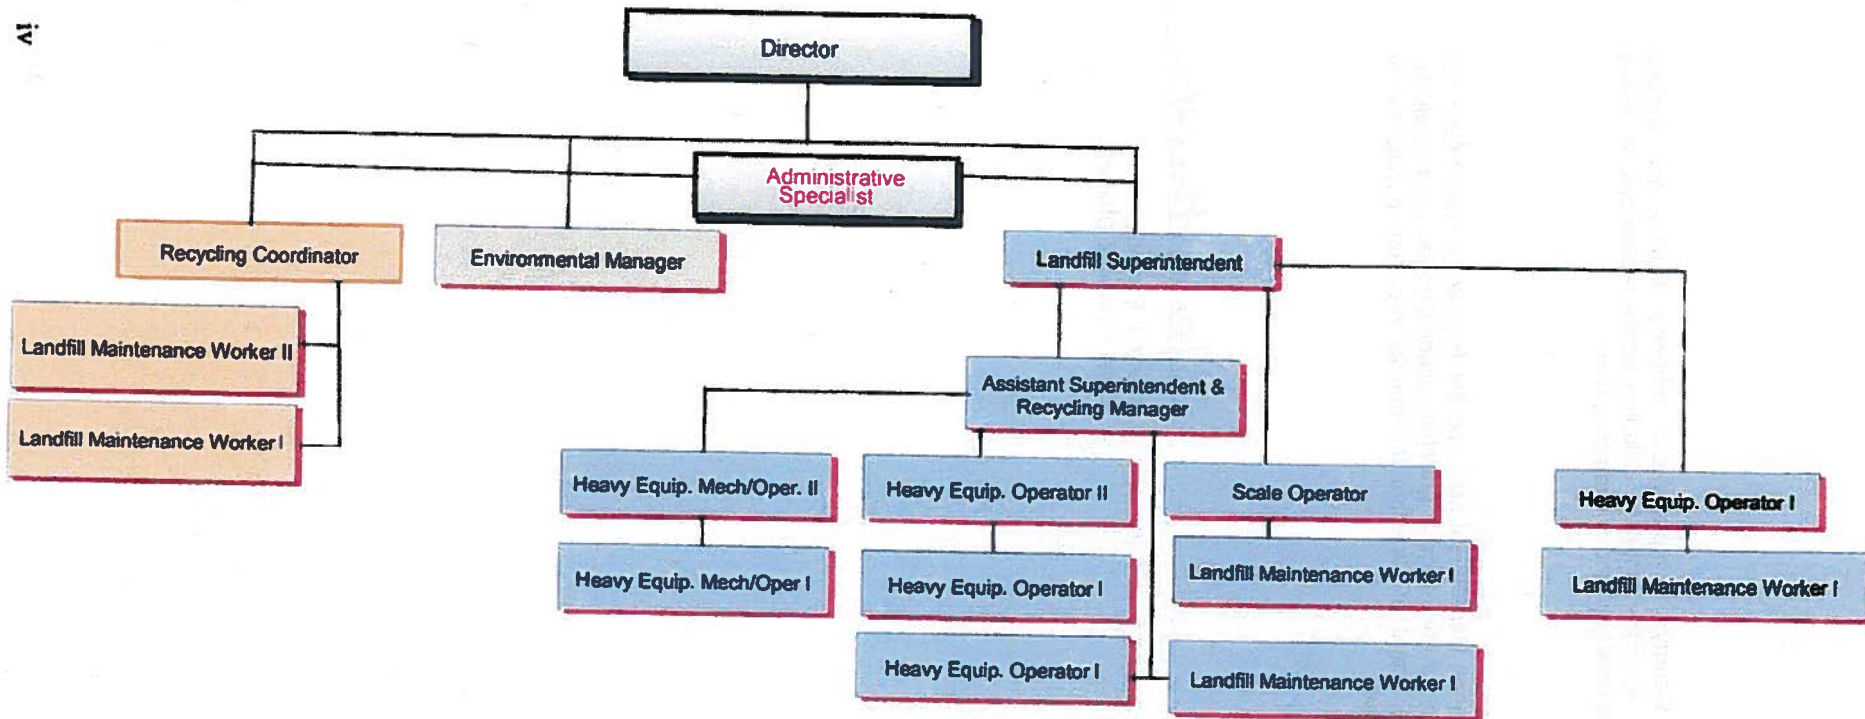 iv
Director
Administrative
Specialist
Recycling Coordinator
Environmental Manager
Landfill Superintendent
Landfill Maintenance Worker II
Landfill Maintenance Worker I
Assistant Superintendent &
Recycling Manager
Heavy Equip. Mech/Oper. II
Heavy Equip. Operator II
Scale Operator
Heavy Equip. Operator I
Heavy Equip. Mech/Oper I
Heavy Equip. Operator I
Landfill Maintenance Worker I
Landfill Maintenance Worker I
Heavy Equip. Operator I
Landfill Maintenance Worker I